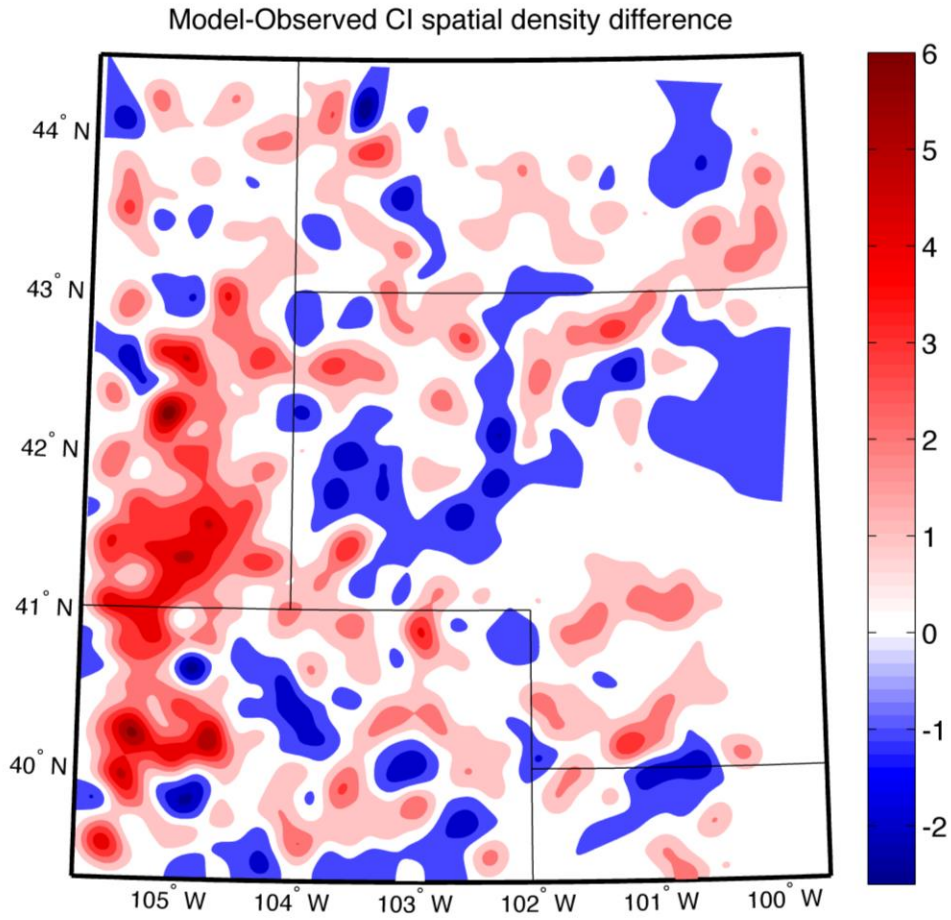 Model-Observed CI spatial density difference
6
5
4
3
2
1
0
-1
-2
44° N
43° N
42° N
41° N
40° N
105° W 104° W 103° W 102° W 101° W 100° W